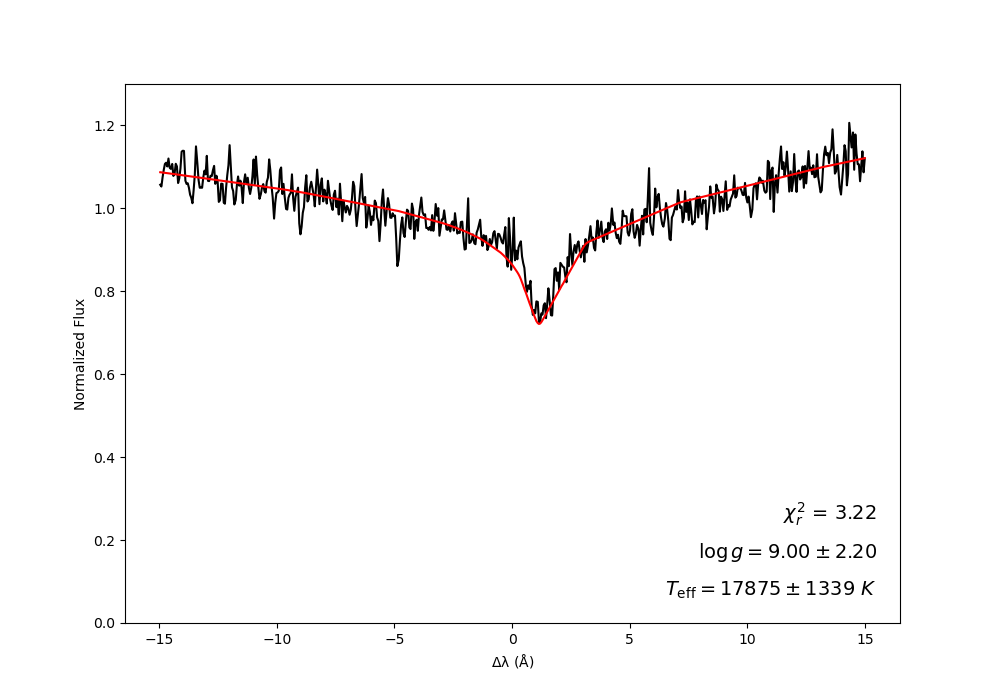 1.2
1.0
0.8
0.6
0.4
0.2
0.0
Normalized Flux
χ²ᵣ = 3.22
log g = 9.00 ± 2.20
T_eff = 17875 ± 1339 K
−15 −10 −5 0 5 10 15
Δλ (Å)